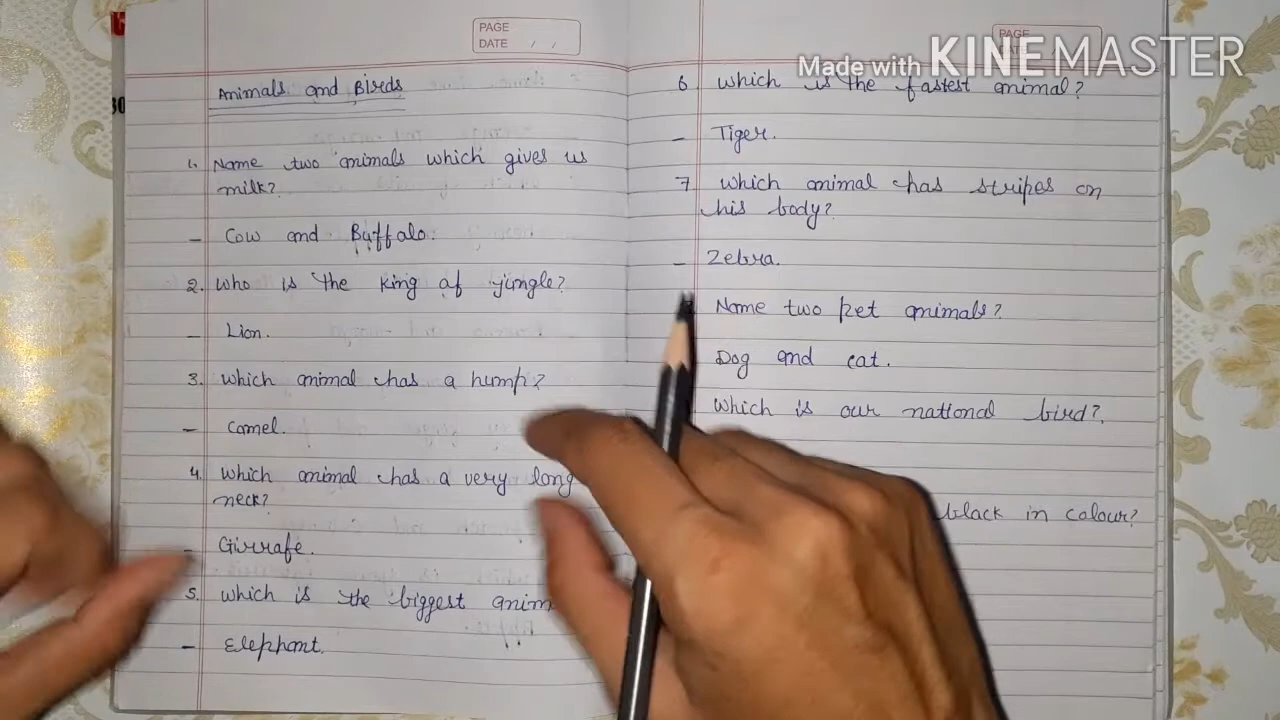 PAGE
DATE / /
Animals and Birds
1. Name two animals which gives us
milk?
- Cow and Buffalo.
2. Who is the king of jungle?
- Lion.
3. Which animal has a hump?
- Camel.
4. Which animal has a very long
neck?
- Girrafe.
5. Which is the biggest anim
- Elephant.
PAGE
Made with KINEMASTER
6 Which is the fastest animal?
- Tiger.
7 Which animal has stripes on
his body?
- Zebra.
Name two pet animals?
Dog and cat.
Which is our national bird?
black in colour?